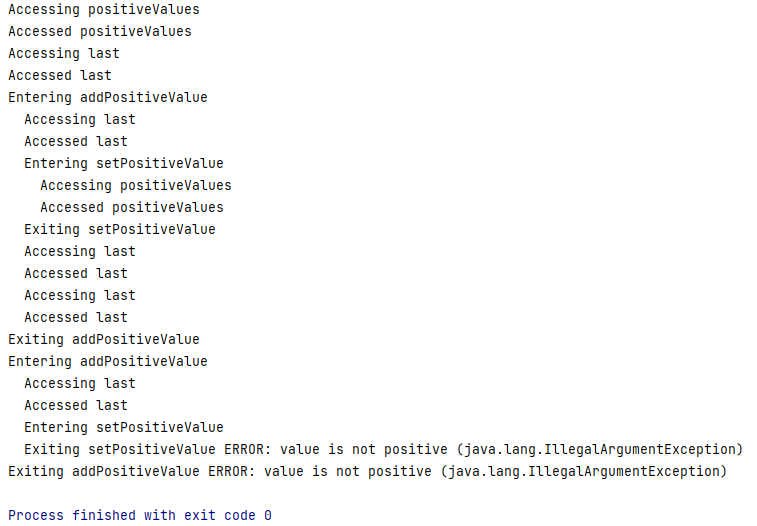 Accessing positiveValues
Accessed positiveValues
Accessing last
Accessed last
Entering addPositiveValue
  Accessing last
  Accessed last
  Entering setPositiveValue
    Accessing positiveValues
    Accessed positiveValues
  Exiting setPositiveValue
  Accessing last
  Accessed last
  Accessing last
  Accessed last
Exiting addPositiveValue
Entering addPositiveValue
  Accessing last
  Accessed last
  Entering setPositiveValue
  Exiting setPositiveValue ERROR: value is not positive (java.lang.IllegalArgumentException)
Exiting addPositiveValue ERROR: value is not positive (java.lang.IllegalArgumentException)

Process finished with exit code 0